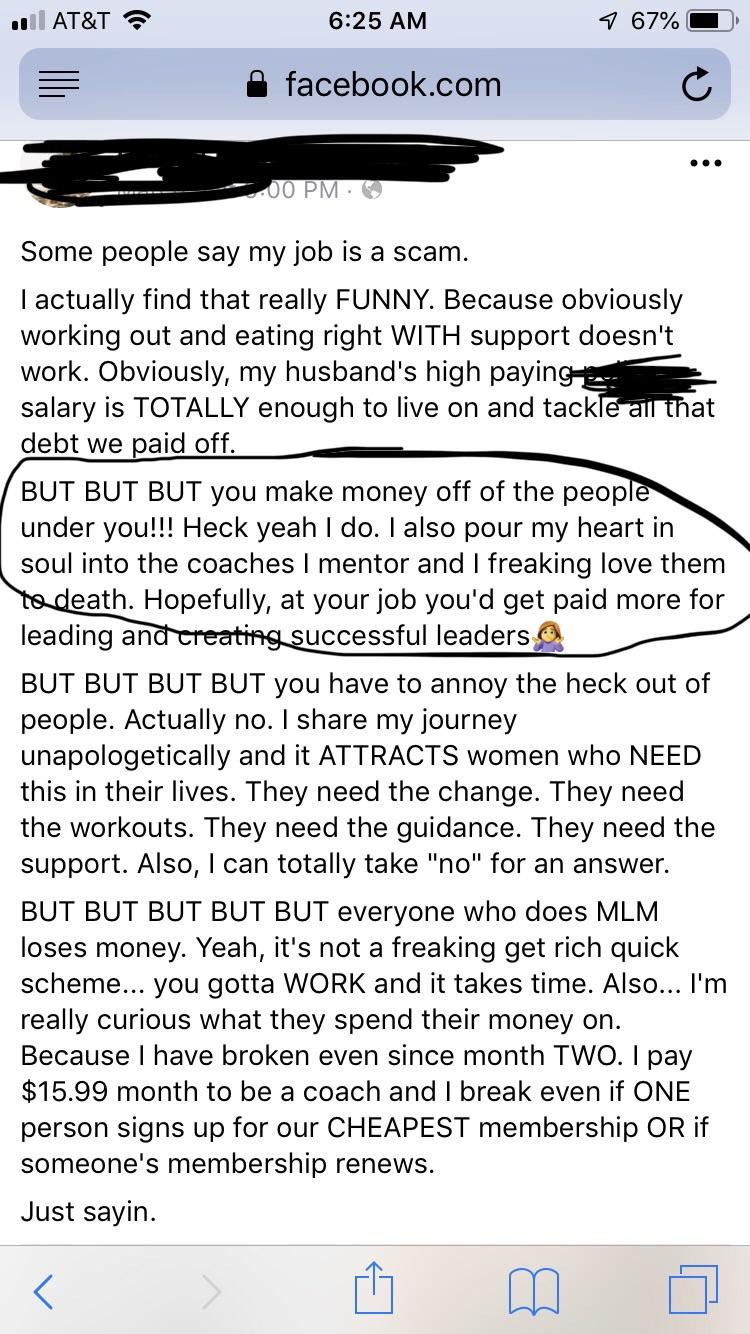 AT&T 6:25 AM 67%
facebook.com
:00 PM ·
Some people say my job is a scam.
I actually find that really FUNNY. Because obviously
working out and eating right WITH support doesn't
work. Obviously, my husband's high paying
salary is TOTALLY enough to live on and tackle all that
debt we paid off.
BUT BUT BUT you make money off of the people
under you!!! Heck yeah I do. I also pour my heart in
soul into the coaches I mentor and I freaking love them
to death. Hopefully, at your job you'd get paid more for
leading and creating successful leaders🤷‍♀️
BUT BUT BUT BUT you have to annoy the heck out of
people. Actually no. I share my journey
unapologetically and it ATTRACTS women who NEED
this in their lives. They need the change. They need
the workouts. They need the guidance. They need the
support. Also, I can totally take "no" for an answer.
BUT BUT BUT BUT BUT everyone who does MLM
loses money. Yeah, it's not a freaking get rich quick
scheme... you gotta WORK and it takes time. Also... I'm
really curious what they spend their money on.
Because I have broken even since month TWO. I pay
$15.99 month to be a coach and I break even if ONE
person signs up for our CHEAPEST membership OR if
someone's membership renews.
Just sayin.